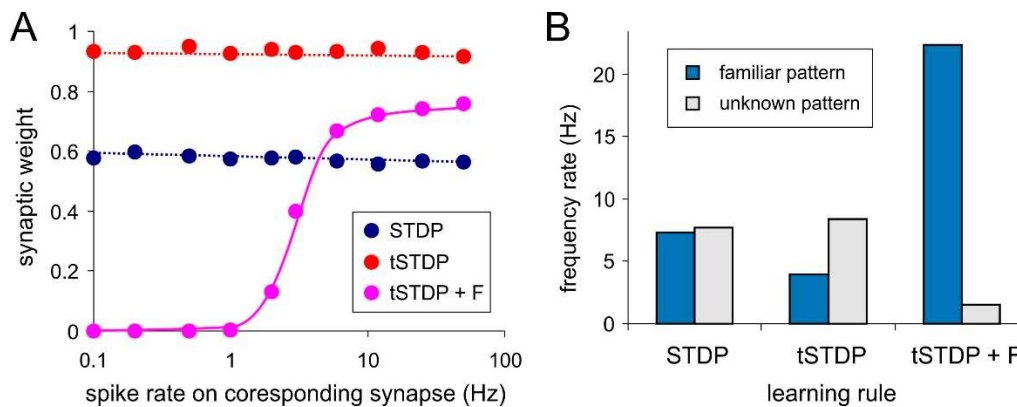 A
1
0.8
0.6
0.4
0.2
0
0.1
1
10
100
synaptic weight
spike rate on coresponding synapse (Hz)
STDP
tSTDP
tSTDP + F
B
20
15
10
5
0
frequency rate (Hz)
familiar pattern
unknown pattern
STDP
tSTDP
tSTDP + F
learning rule